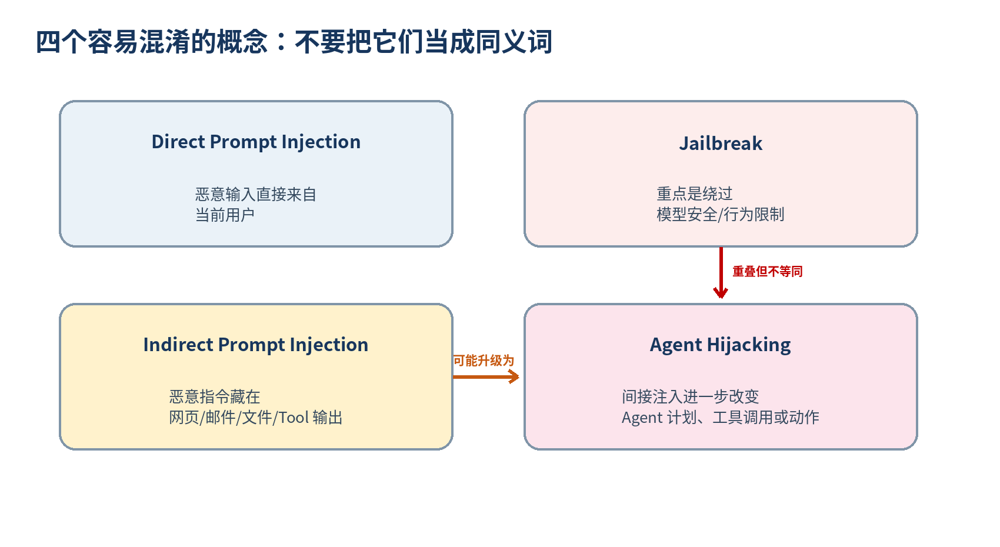 四个容易混淆的概念：不要把它们当成同义词
Direct Prompt Injection
恶意输入直接来自
当前用户
Jailbreak
重点是绕过
模型安全/行为限制
重叠但不等同
Indirect Prompt Injection
恶意指令藏在
网页/邮件/文件/Tool 输出
可能升级为
Agent Hijacking
间接注入进一步改变
Agent 计划、工具调用或动作